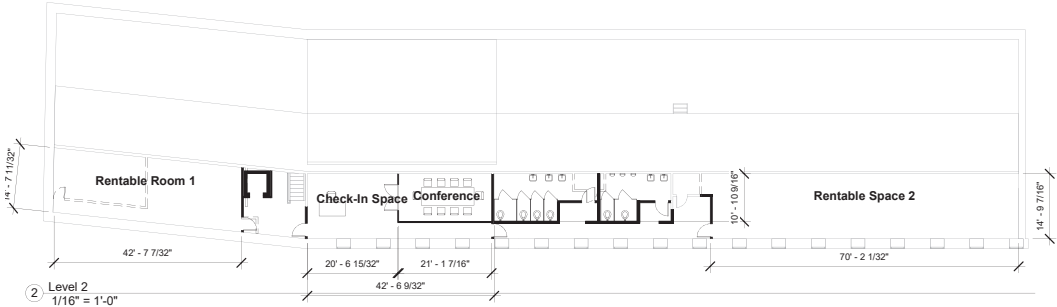 Rentable Room 1
Check-In Space
Conference
Rentable Space 2
4' - 7 11/32"
10' - 10 9/16"
14' - 9 7/16"
42' - 7 7/32"
20' - 6 15/32"
21' - 1 7/16"
70' - 2 1/32"
42' - 6 9/32"
2
Level 2
1/16" = 1'-0"